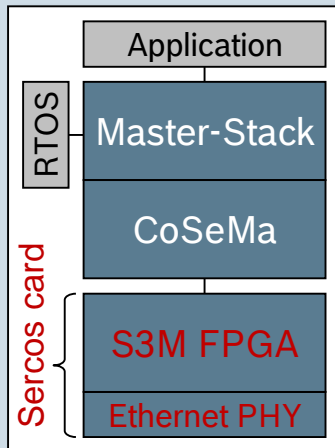 Application
RTOS
Master-Stack
CoSeMa
Sercos card
S3M FPGA
Ethernet PHY